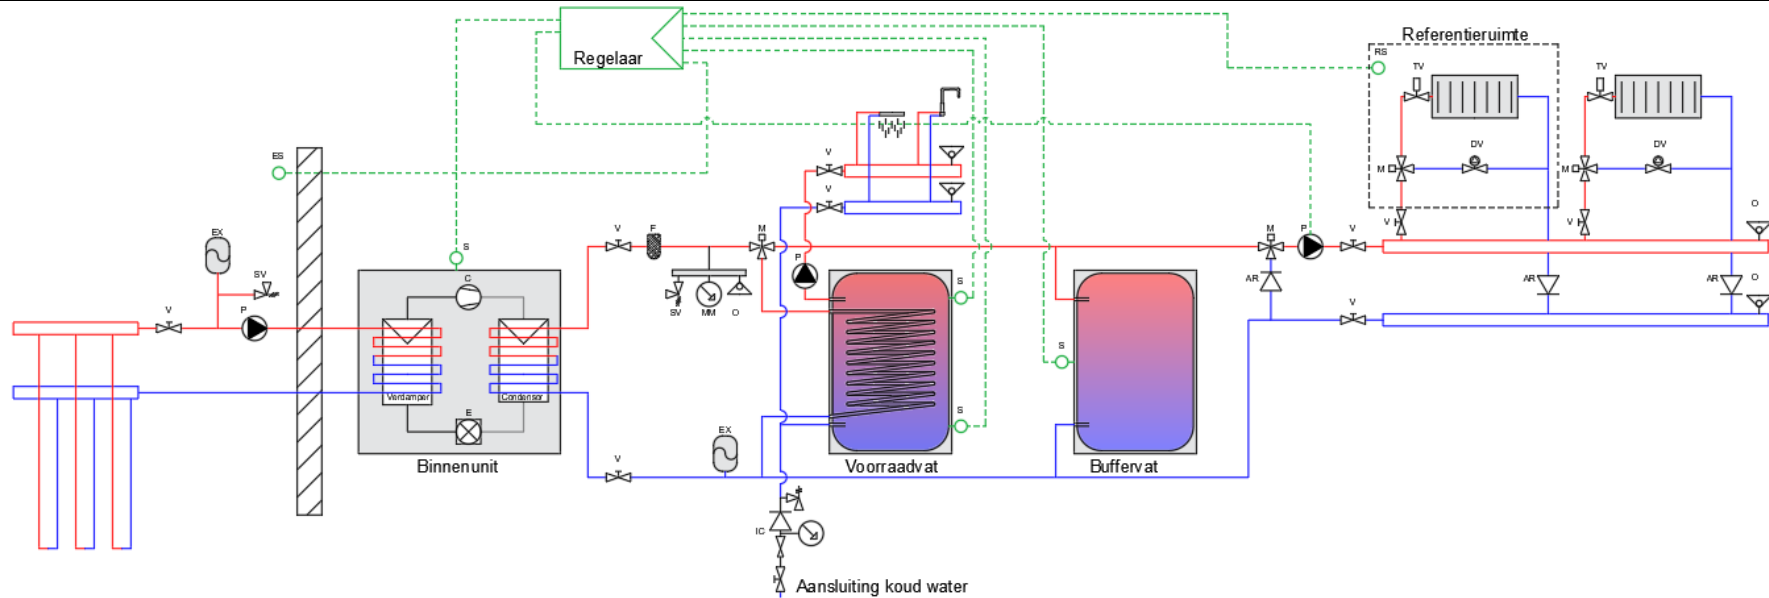 Regelaar
Referentieruimte
RS
TV
TV
ES
V
DV
DV
M
M
V
EX
S
V
F
M
P
M
P
V
V
V
O
SV
C
S
AR
AR
AR
O
V
P
SV
MM
O
V
S
Verdamper
Condensor
E
S
EX
Binnenunit
V
Voorraadvat
Buffervat
IC
Aansluiting koud water